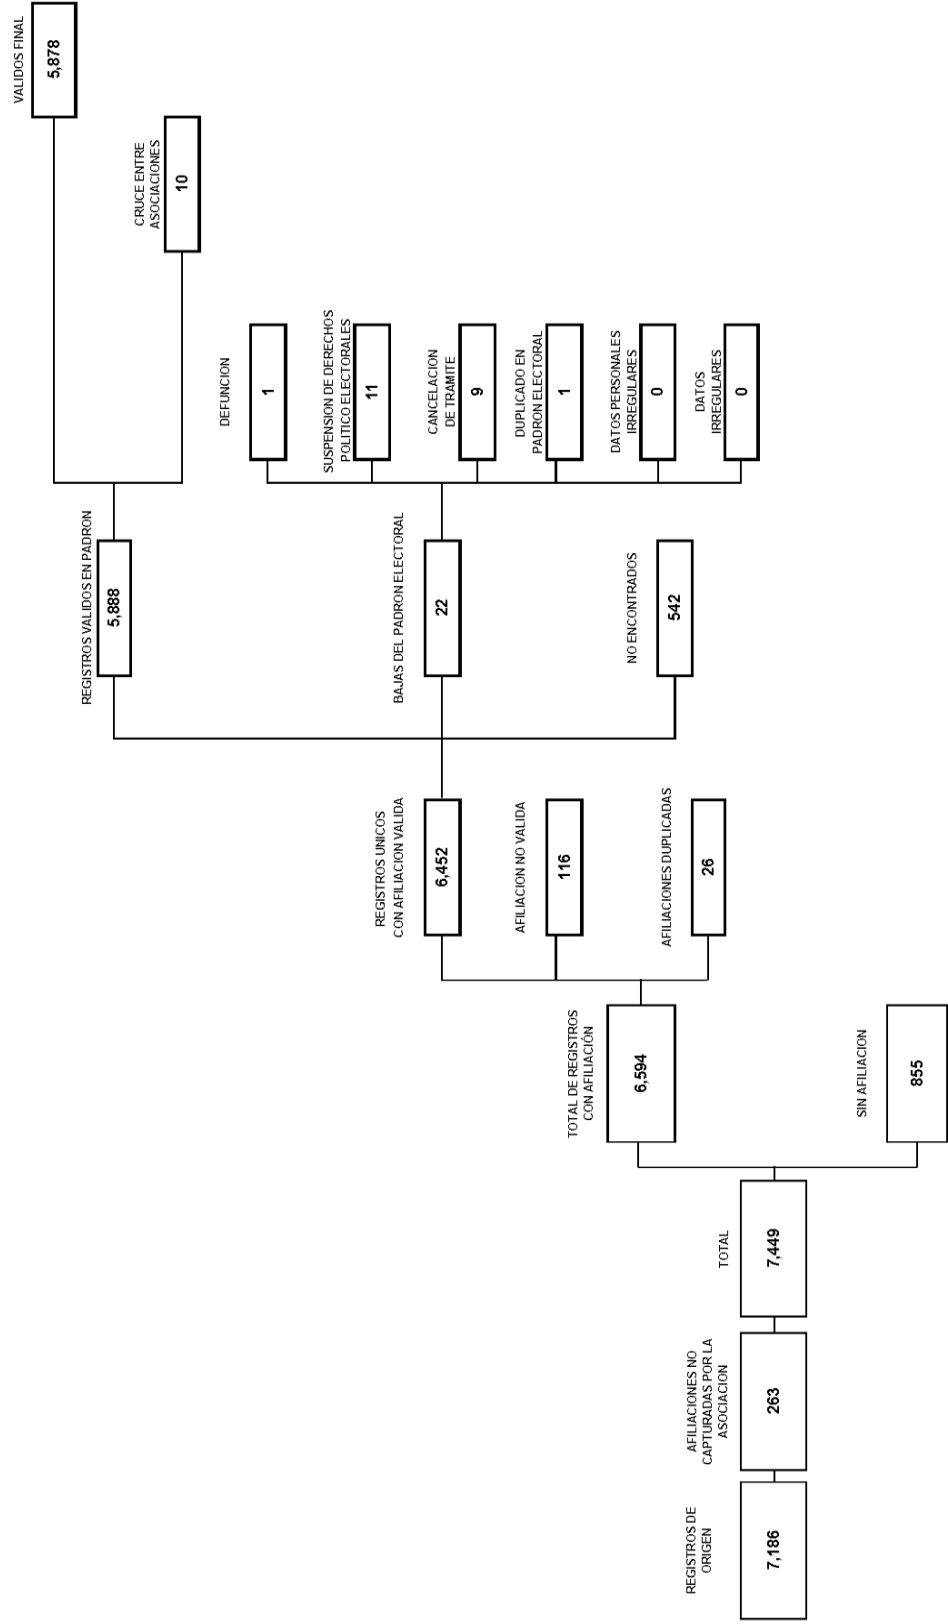 REGISTROS DE
ORIGEN
7,186
AFILIACIONES NO
CAPTURADAS POR LA
ASOCIACION
263
TOTAL
7,449
TOTAL DE REGISTROS
CON AFILIACIÓN
6,594
SIN AFILIACION
855
REGISTROS UNICOS
CON AFILIACION VALIDA
6,452
AFILIACION NO VALIDA
116
AFILIACIONES DUPLICADAS
26
REGISTROS VALIDOS EN PADRON
5,888
BAJAS DEL PADRON ELECTORAL
22
NO ENCONTRADOS
542
DEFUNCION
1
SUSPENSION DE DERECHOS
POLITICO ELECTORALES
11
CANCELACION
DE TRAMITE
9
DUPLICADO EN
PADRON ELECTORAL
1
DATOS PERSONALES
IRREGULARES
0
DATOS
IRREGULARES
0
CRUCE ENTRE
ASOCIACIONES
10
VALIDOS FINAL
5,878